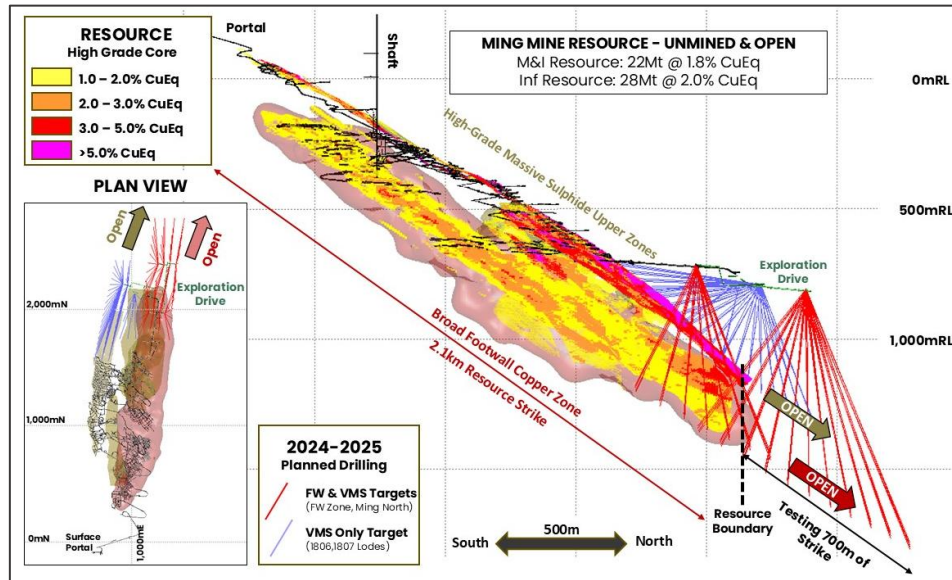 RESOURCE
High Grade Core
1.0 – 2.0% CuEq
2.0 – 3.0% CuEq
3.0 – 5.0% CuEq
>5.0% CuEq
Portal
Shaft
MING MINE RESOURCE – UNMINED & OPEN
M&I Resource: 22Mt @ 1.8% CuEq
Inf Resource: 28Mt @ 2.0% CuEq
0mRL
High-Grade Massive Sulphide Upper Zones
500mRL
Exploration
Drive
1,000mRL
Broad Footwall Copper Zone
2.1km Resource Strike
OPEN
OPEN
Resource
Boundary
Testing 700m of
Strike
500m
South
North
PLAN VIEW
Open
Open
Exploration
Drive
2,000mN
1,000mN
0mN
Surface
Portal
1,000mE
2024-2025
Planned Drilling
FW & VMS Targets
(FW Zone, Ming North)
VMS Only Target
(1806,1807 Lodes)